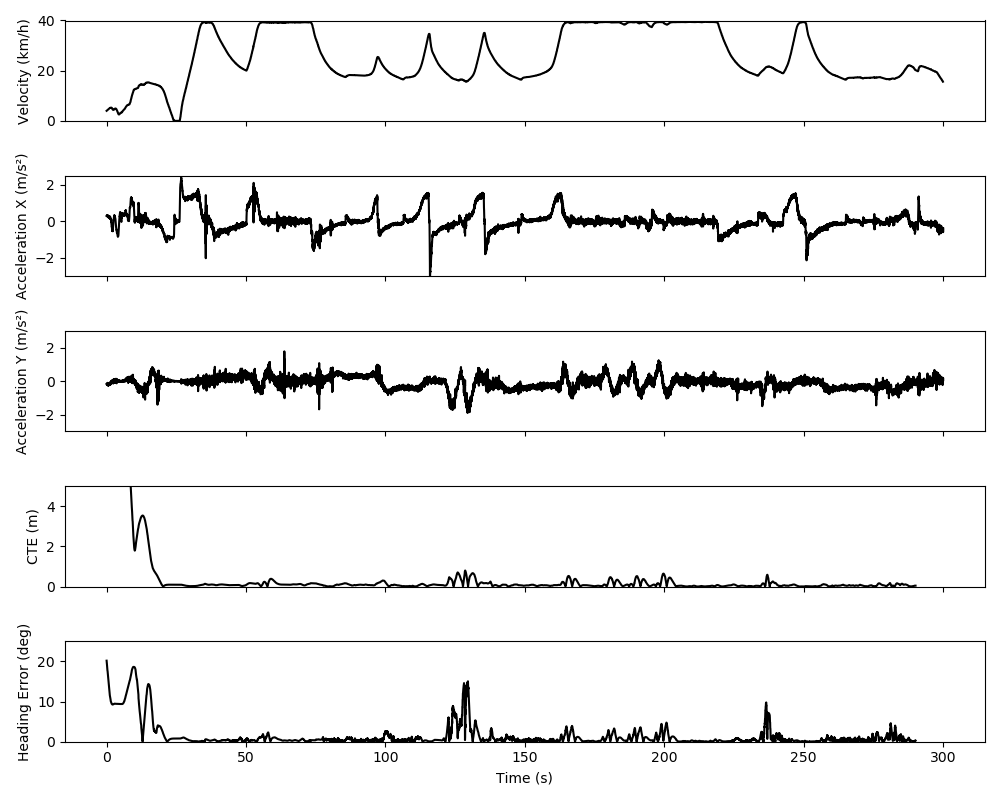 Velocity (km/h)
40
20
0
Acceleration X (m/s²)
2
0
−2
Acceleration Y (m/s²)
2
0
−2
CTE (m)
4
2
0
Heading Error (deg)
20
10
0
0 50 100 150 200 250 300
Time (s)